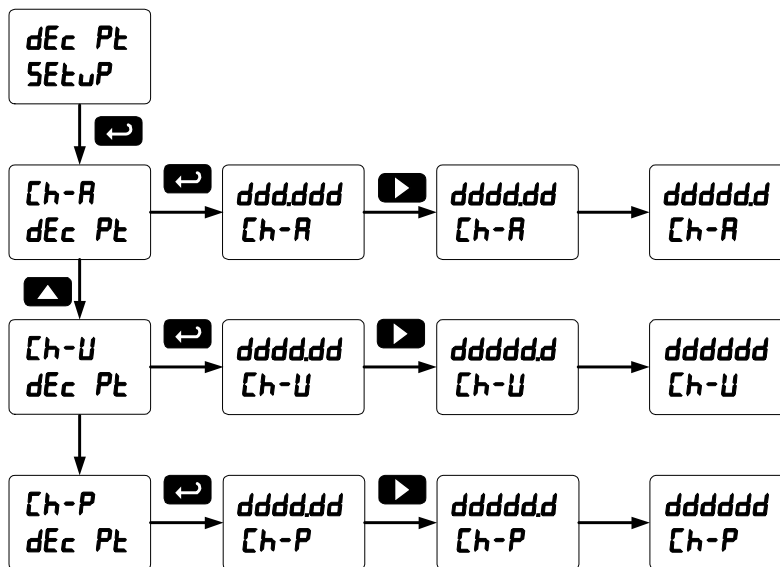 dEc Pt
SEtuP
Ch-A
dEc Pt
ddd.ddd
Ch-A
dddd.dd
Ch-A
ddddd.d
Ch-A
Ch-U
dEc Pt
dddd.dd
Ch-U
ddddd.d
Ch-U
dddddd
Ch-U
Ch-P
dEc Pt
dddd.dd
Ch-P
ddddd.d
Ch-P
dddddd
Ch-P